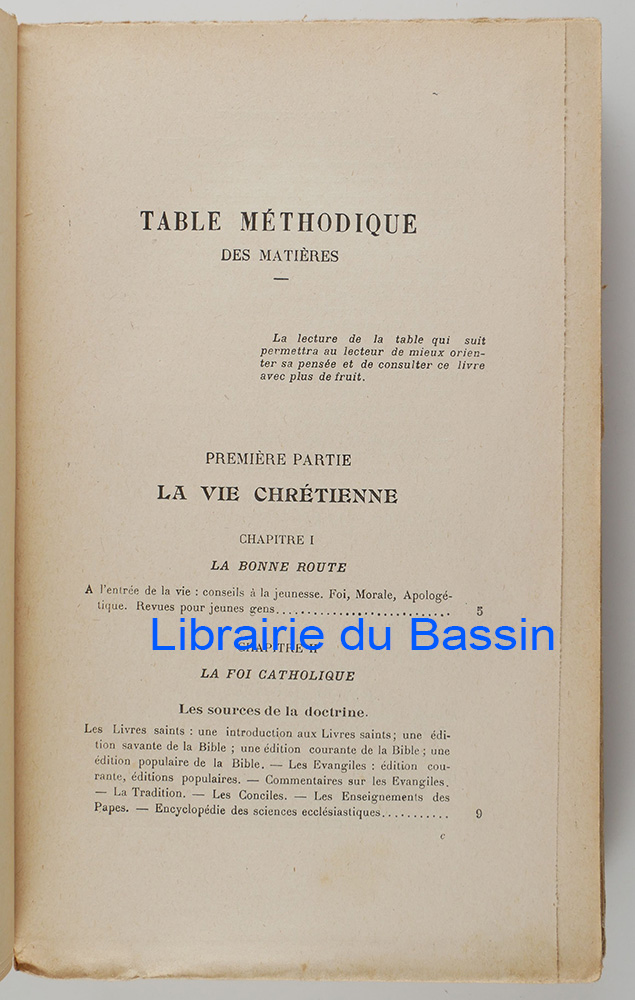 TABLE MÉTHODIQUE
DES MATIÈRES
La lecture de la table qui suit
permettra au lecteur de mieux orien-
ter sa pensée et de consulter ce livre
avec plus de fruit.
PREMIÈRE PARTIE
LA VIE CHRÉTIENNE
CHAPITRE I
LA BONNE ROUTE
A l'entrée de la vie : conseils à la jeunesse. Foi, Morale, Apologé-
tique. Revues pour jeunes gens............................ 5
Librairie du Bassin
CHAPITRE II
LA FOI CATHOLIQUE
Les sources de la doctrine.
Les Livres saints : une introduction aux Livres saints; une édi-
tion savante de la Bible ; une édition courante de la Bible ; une
édition populaire de la Bible. — Les Evangiles : édition cou-
rante, éditions populaires. — Commentaires sur les Evangiles.
— La Tradition. — Les Conciles. — Les Enseignements des
Papes. — Encyclopédie des sciences ecclésiastiques........... 9
c